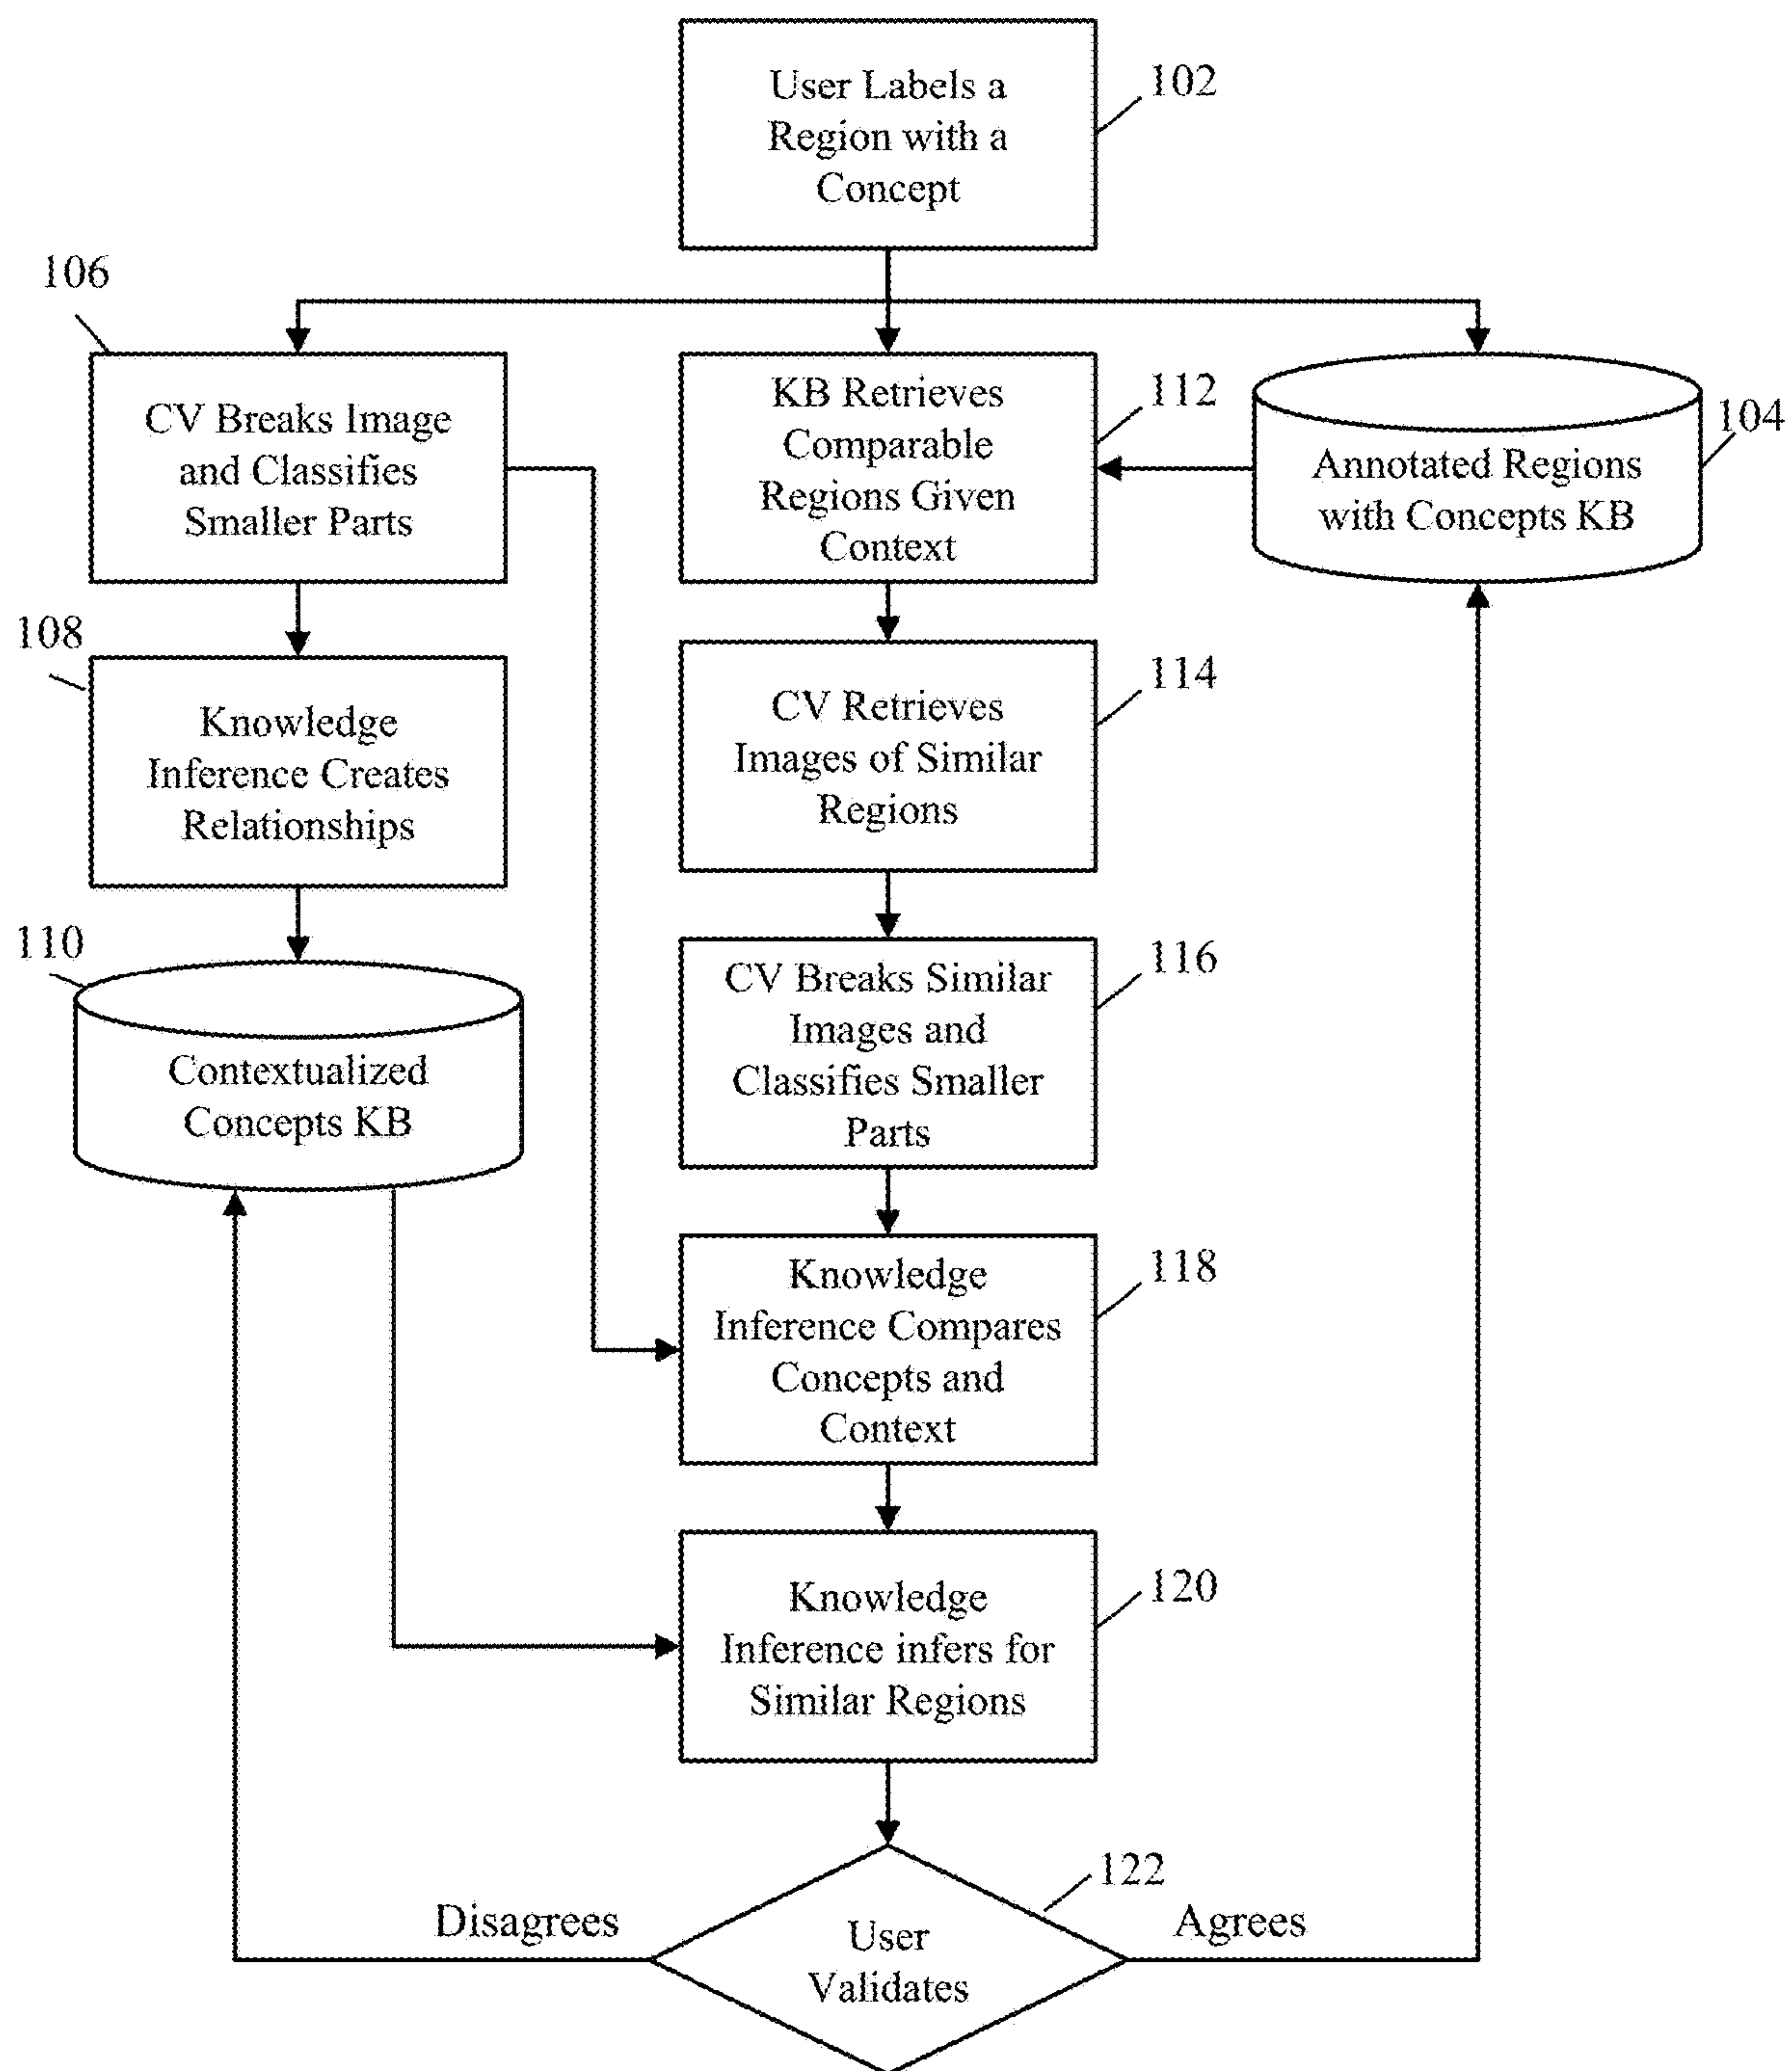 User Labels a
Region with a
Concept
102
106
CV Breaks Image
and Classifies
Smaller Parts
KB Retrieves
Comparable
Regions Given
Context
112
Annotated Regions
with Concepts KB
104
108
Knowledge
Inference Creates
Relationships
CV Retrieves
Images of Similar
Regions
114
110
Contextualized
Concepts KB
CV Breaks Similar
Images and
Classifies Smaller
Parts
116
Knowledge
Inference Compares
Concepts and
Context
118
Knowledge
Inference infers for
Similar Regions
120
Disagrees
User
Validates
122
Agrees